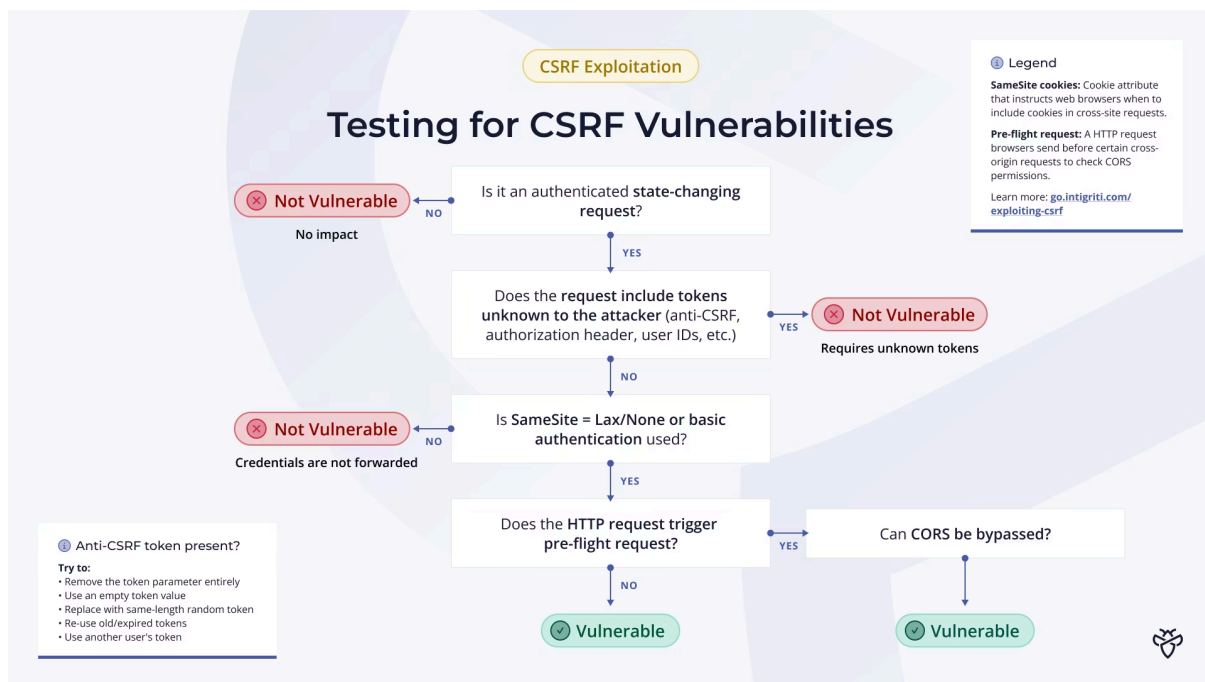 CSRF Exploitation
Testing for CSRF Vulnerabilities
Legend
SameSite cookies: Cookie attribute
that instructs web browsers when to
include cookies in cross-site requests.
Pre-flight request: A HTTP request
browsers send before certain cross-
origin requests to check CORS
permissions.
Learn more: go.intigriti.com/
exploiting-csrf
Is it an authenticated state-changing
request?
NO
Not Vulnerable
No impact
YES
Does the request include tokens
unknown to the attacker (anti-CSRF,
authorization header, user IDs, etc.)
YES
Not Vulnerable
Requires unknown tokens
NO
Is SameSite = Lax/None or basic
authentication used?
NO
Not Vulnerable
Credentials are not forwarded
YES
Does the HTTP request trigger
pre-flight request?
YES
Can CORS be bypassed?
NO
Vulnerable
Vulnerable
Anti-CSRF token present?
Try to:
• Remove the token parameter entirely
• Use an empty token value
• Replace with same-length random token
• Re-use old/expired tokens
• Use another user's token